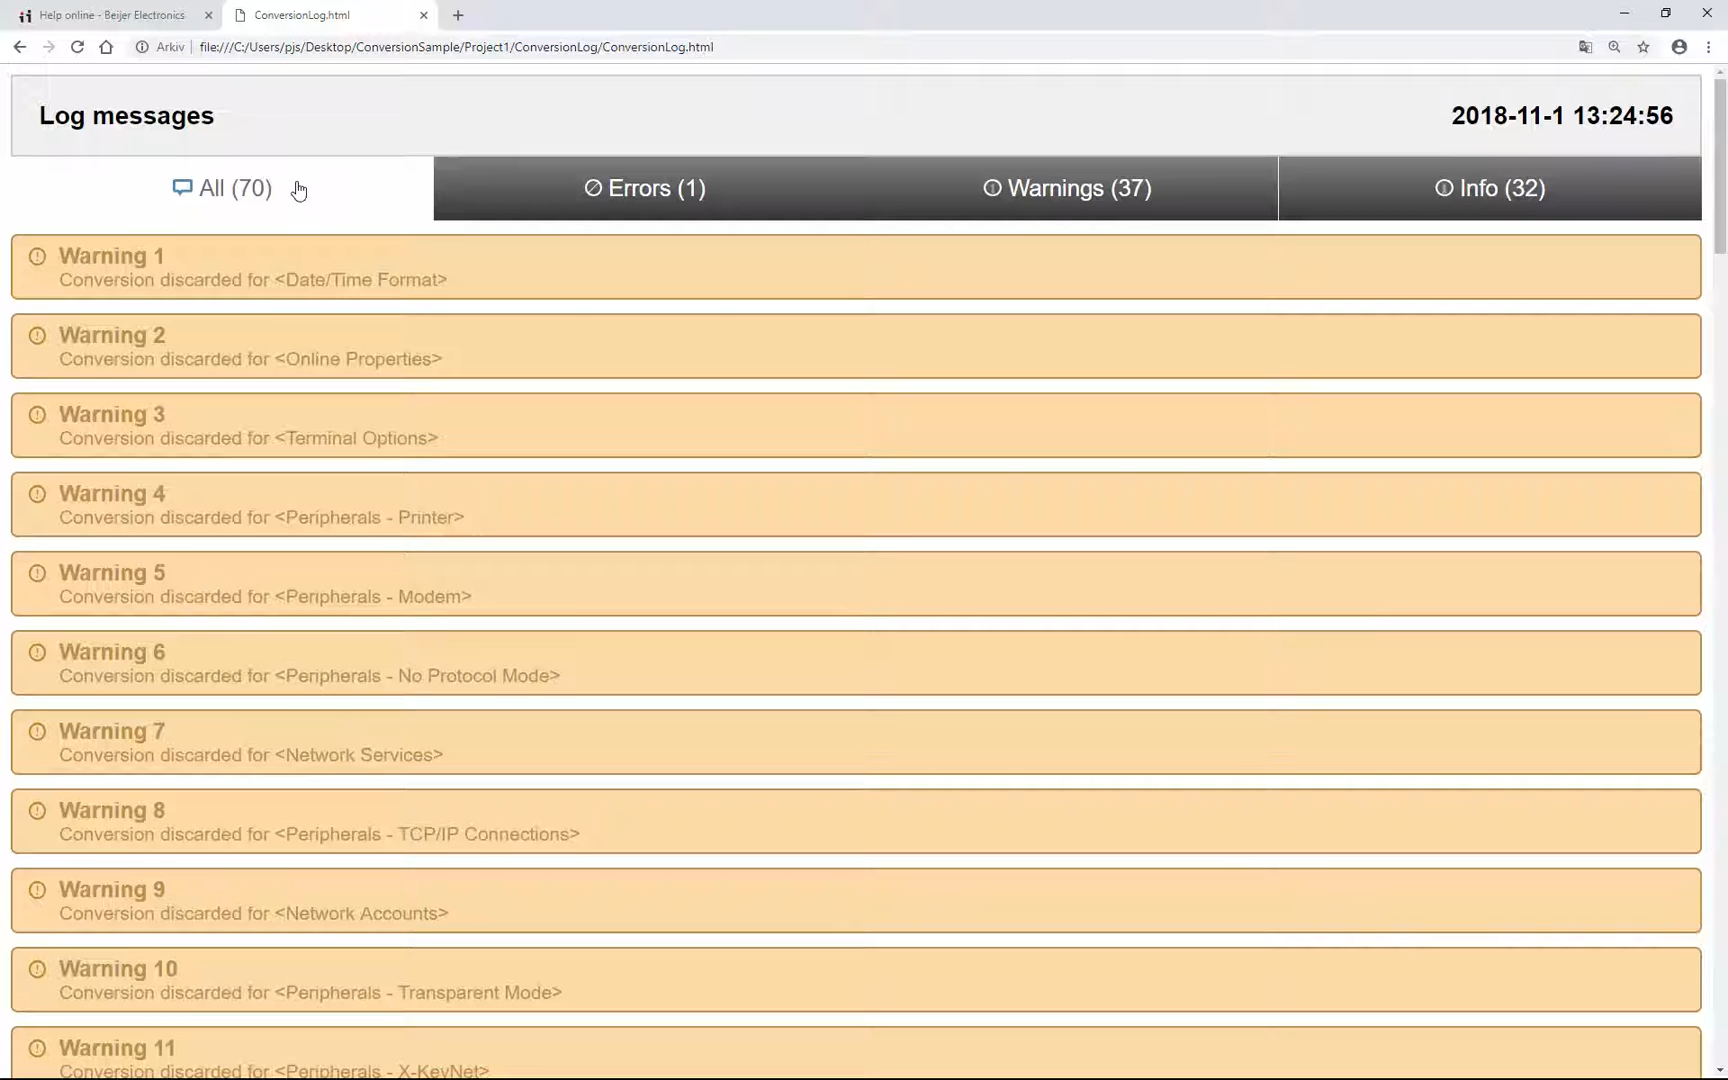 Help online - Beijer Electronics
ConversionLog.html
Arkiv
file:///C:/Users/pjs/Desktop/ConversionSample/Project1/ConversionLog/ConversionLog.html
Log messages
2018-11-1 13:24:56
All (70)
Errors (1)
Warnings (37)
Info (32)
Warning 1
Conversion discarded for <Date/Time Format>
Warning 2
Conversion discarded for <Online Properties>
Warning 3
Conversion discarded for <Terminal Options>
Warning 4
Conversion discarded for <Peripherals - Printer>
Warning 5
Conversion discarded for <Peripherals - Modem>
Warning 6
Conversion discarded for <Peripherals - No Protocol Mode>
Warning 7
Conversion discarded for <Network Services>
Warning 8
Conversion discarded for <Peripherals - TCP/IP Connections>
Warning 9
Conversion discarded for <Network Accounts>
Warning 10
Conversion discarded for <Peripherals - Transparent Mode>
Warning 11
Conversion discarded for <Peripherals - X-KeyNet>